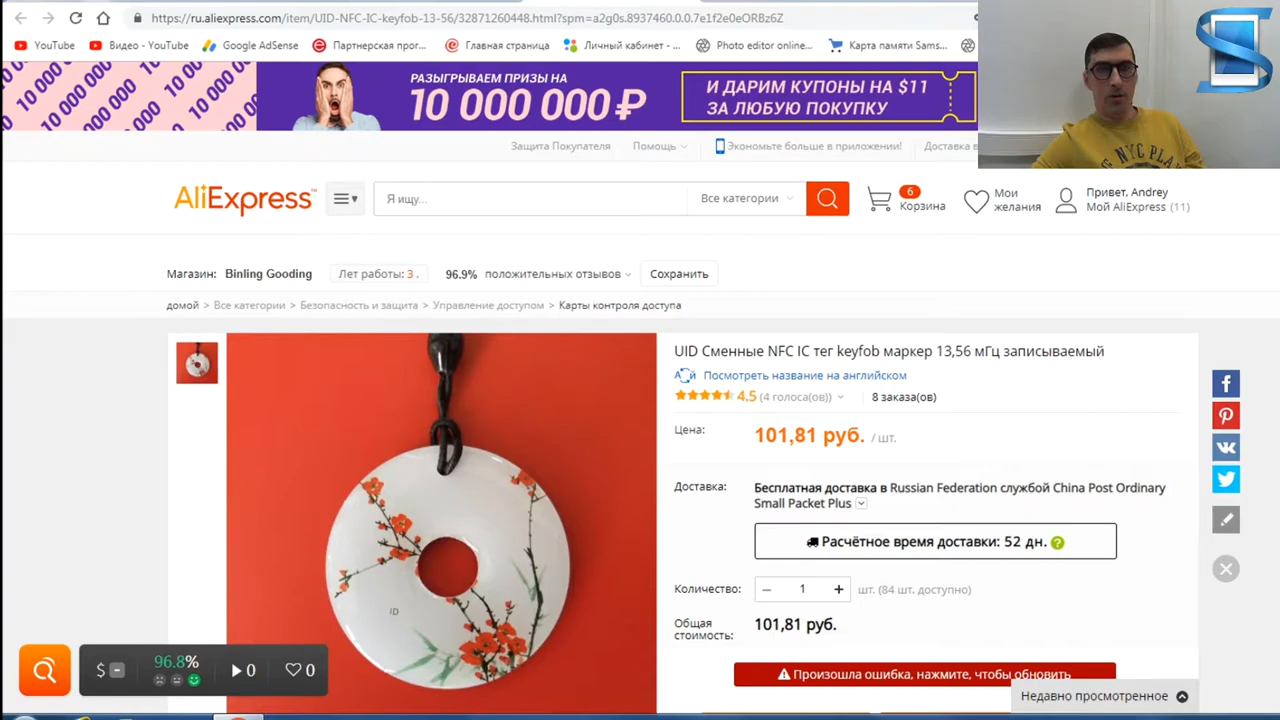 https://ru.aliexpress.com/item/UID-NFC-IC-keyfob-13-56/32871260448.html?spm=a2g0s.8937460.0.0.7e1f2e0eORBz6Z
YouTube
Видео - YouTube
Google AdSense
Партнерская прог...
Главная страница
Личный кабинет - ...
Photo editor online...
Карта памяти Sams...
10 000 000
РАЗЫГРЫВАЕМ ПРИЗЫ НА
10 000 000 ₽
И ДАРИМ КУПОНЫ НА $11
ЗА ЛЮБУЮ ПОКУПКУ
NYC
Защита Покупателя
Помощь
Экономьте больше в приложении!
Доставка в
AliExpress™
Я ищу...
Все категории
6
Корзина
Мои
желания
Привет, Andrey
Мой AliExpress (11)
Магазин: Binling Gooding
Лет работы: 3 .
96.9% положительных отзывов
Сохранить
домой > Все категории > Безопасность и защита > Управление доступом > Карты контроля доступа
UID Сменные NFC IC тег keyfob маркер 13,56 мГц записываемый
Посмотреть название на английском
4.5 (4 голоса(ов))
8 заказа(ов)
Цена:
101,81 руб. / шт.
Доставка:
Бесплатная доставка в Russian Federation службой China Post Ordinary
Small Packet Plus
Расчётное время доставки: 52 дн.
Количество:
− 1 +
шт. (84 шт. доступно)
Общая
стоимость:
101,81 руб.
Произошла ошибка, нажмите, чтобы обновить
ID
$ -
96.8%
0
0
Недавно просмотренное